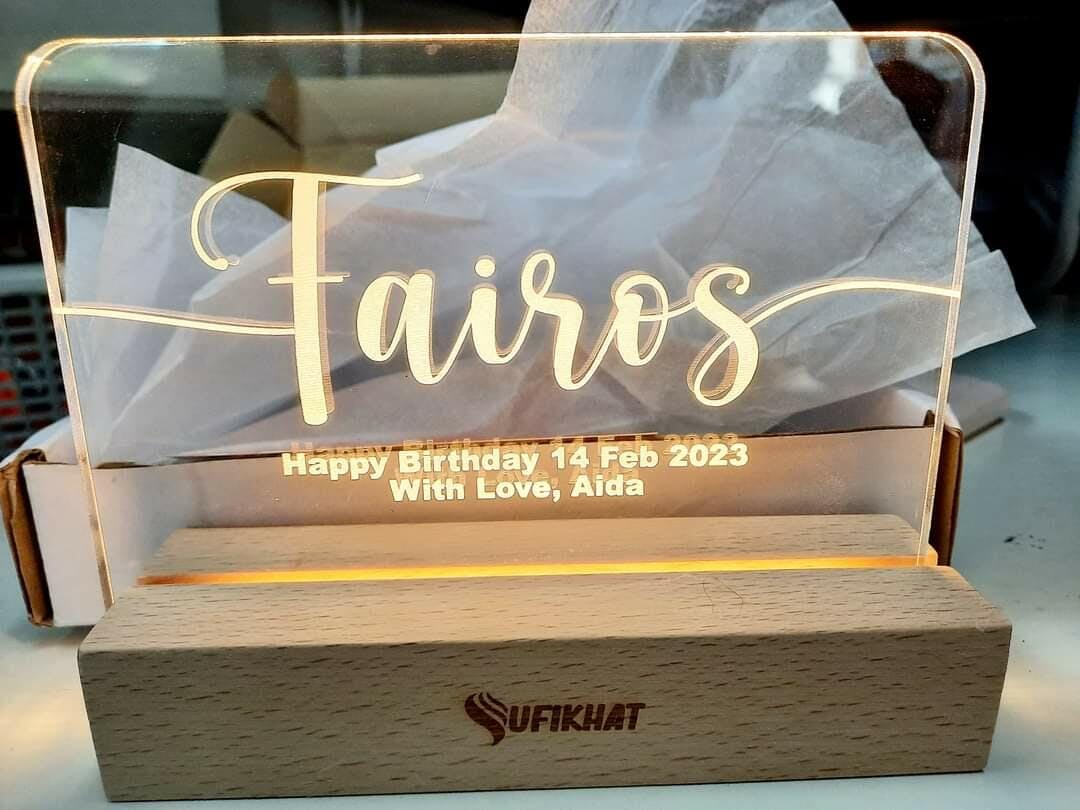 Fairos
Happy Birthday 14 Feb 2023
With Love, Aida
SUFIKHAT